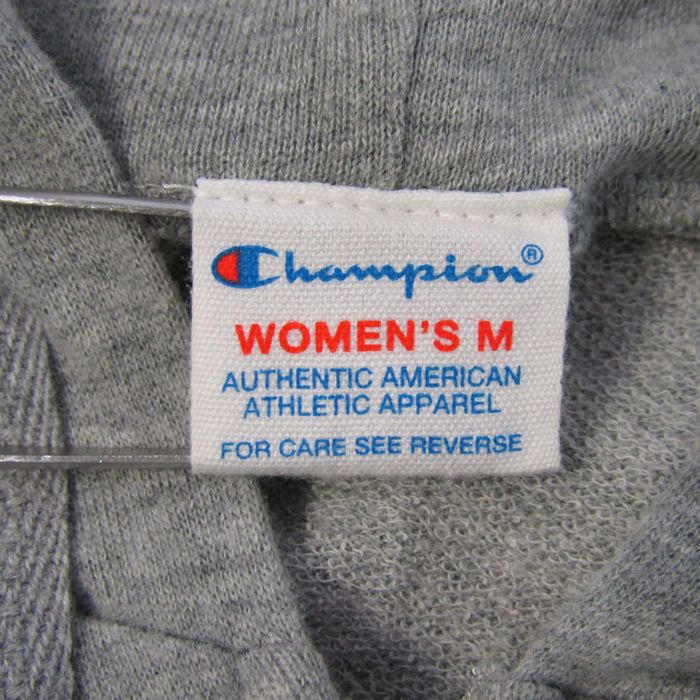 Champion®
WOMEN'S M
AUTHENTIC AMERICAN
ATHLETIC APPAREL
FOR CARE SEE REVERSE